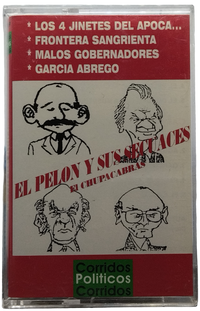 * LOS 4 JINETES DEL APOCA...
* FRONTERA SANGRIENTA
* MALOS GOBERNADORES
* GARCIA ABREGO
EL PELON Y SUS SECUACES
EL CHUPACABRAS
Corridos
Políticos
Corridos